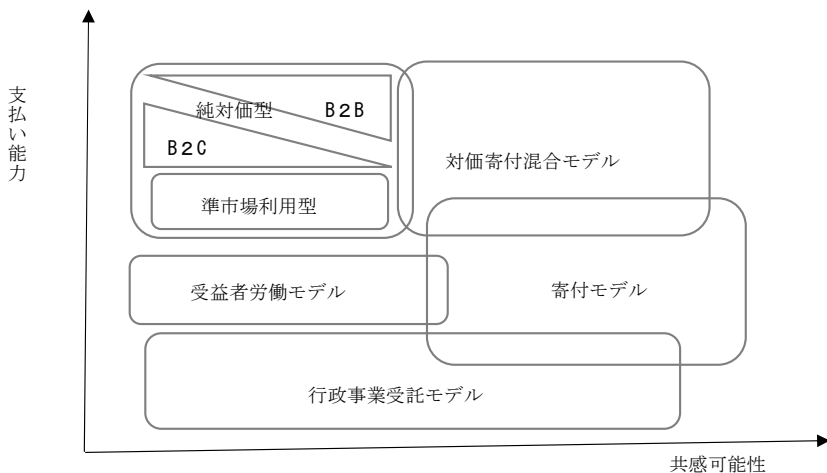 支払い能力
純対価型
B2B
B2C
対価寄付混合モデル
準市場利用型
受益者労働モデル
寄付モデル
行政事業受託モデル
共感可能性